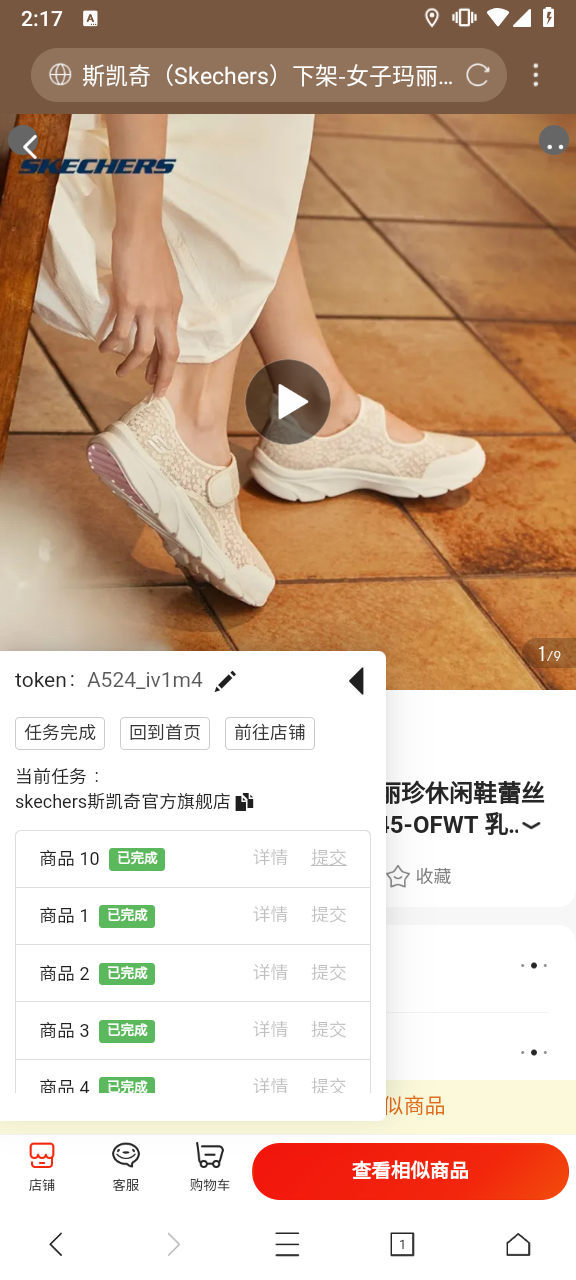 2:17
A
斯凯奇（Skechers）下架-女子玛丽...
SKECHERS
1/9
token： A524_iv1m4
任务完成 回到首页 前往店铺
当前任务：
skechers斯凯奇官方旗舰店
丽珍休闲鞋蕾丝
45-OFWT 乳..
收藏
商品 10 已完成 详情 提交
商品 1 已完成 详情 提交
商品 2 已完成 详情 提交
商品 3 已完成 详情 提交
商品 4 已完成 详情 提交
似商品
店铺 客服 购物车 查看相似商品
1